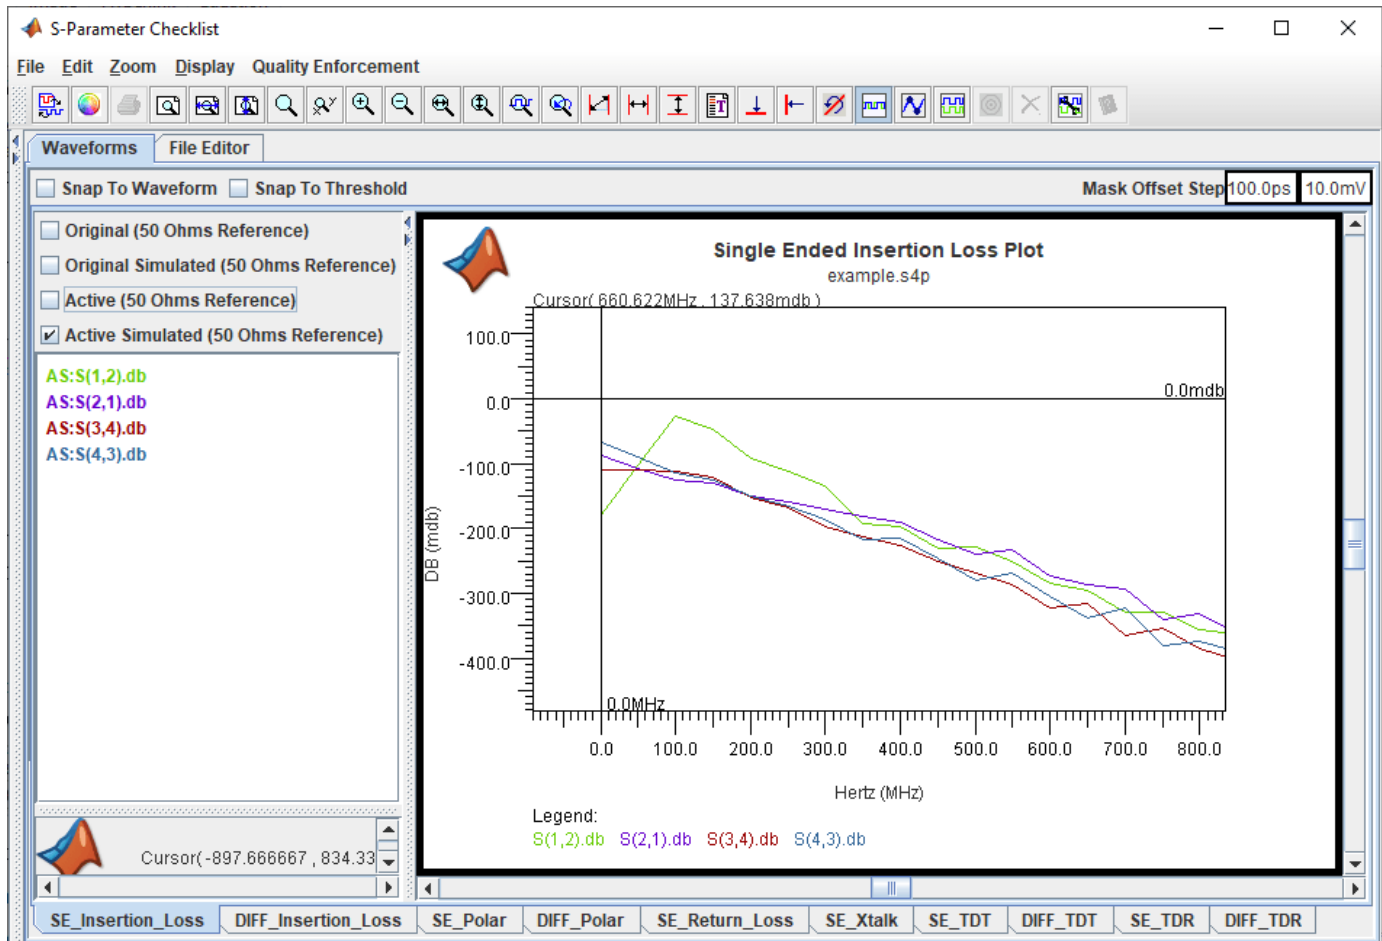 S-Parameter Checklist
File Edit Zoom Display Quality Enforcement
Waveforms File Editor
Snap To Waveform Snap To Threshold Mask Offset Step 100.0ps 10.0mV
Original (50 Ohms Reference)
Original Simulated (50 Ohms Reference)
Active (50 Ohms Reference)
Active Simulated (50 Ohms Reference)
AS:S(1,2).db
AS:S(2,1).db
AS:S(3,4).db
AS:S(4,3).db
Cursor(-897.666667 , 834.33
Single Ended Insertion Loss Plot
example.s4p
Cursor( 660.622MHz , 137.638mdb )
100.0
0.0
-100.0
-200.0
-300.0
-400.0
DB (mdb)
0.0mdb
0.0MHz
0.0 100.0 200.0 300.0 400.0 500.0 600.0 700.0 800.0
Hertz (MHz)
Legend:
S(1,2).db S(2,1).db S(3,4).db S(4,3).db
SE_Insertion_Loss DIFF_Insertion_Loss SE_Polar DIFF_Polar SE_Return_Loss SE_Xtalk SE_TDT DIFF_TDT SE_TDR DIFF_TDR